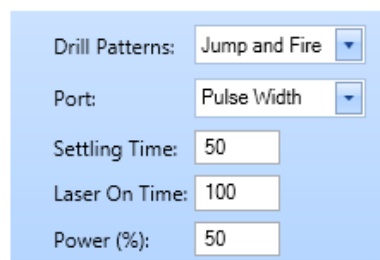 Drill Patterns: Jump and Fire
Port: Pulse Width
Settling Time: 50
Laser On Time: 100
Power (%): 50